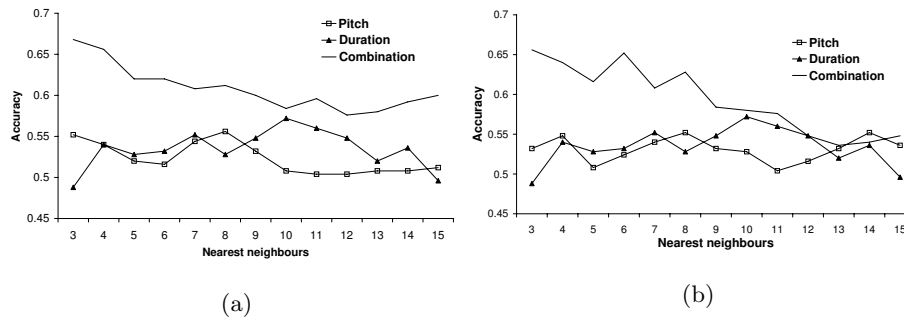 0.7
0.65
0.6
0.55
0.5
0.45
Accuracy
Pitch
Duration
Combination
3 4 5 6 7 8 9 10 11 12 13 14 15
Nearest neighbours
(a)
0.7
0.65
0.6
0.55
0.5
0.45
Accuracy
Pitch
Duration
Combination
3 4 5 6 7 8 9 10 11 12 13 14 15
Nearest neighbours
(b)